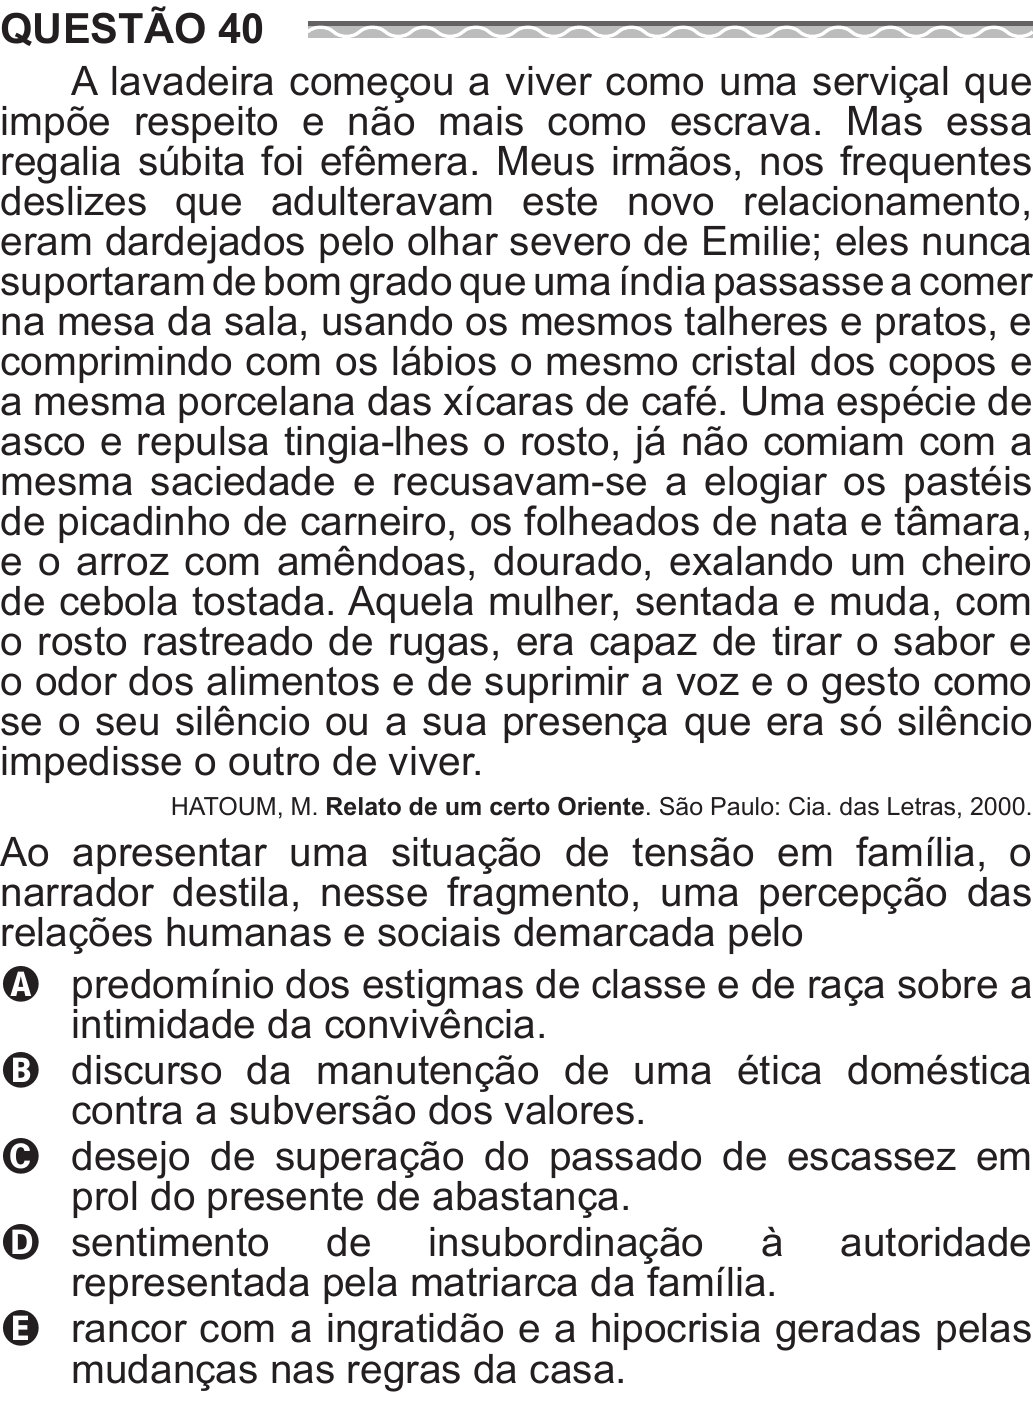 QUESTÃO 40
A lavadeira começou a viver como uma serviçal que
impõe respeito e não mais como escrava. Mas essa
regalia súbita foi efêmera. Meus irmãos, nos frequentes
deslizes que adulteravam este novo relacionamento,
eram dardejados pelo olhar severo de Emilie; eles nunca
suportaram de bom grado que uma índia passasse a comer
na mesa da sala, usando os mesmos talheres e pratos, e
comprimindo com os lábios o mesmo cristal dos copos e
a mesma porcelana das xícaras de café. Uma espécie de
asco e repulsa tingia-lhes o rosto, já não comiam com a
mesma saciedade e recusavam-se a elogiar os pastéis
de picadinho de carneiro, os folheados de nata e tâmara,
e o arroz com amêndoas, dourado, exalando um cheiro
de cebola tostada. Aquela mulher, sentada e muda, com
o rosto rastreado de rugas, era capaz de tirar o sabor e
o odor dos alimentos e de suprimir a voz e o gesto como
se o seu silêncio ou a sua presença que era só silêncio
impedisse o outro de viver.
HATOUM, M. Relato de um certo Oriente. São Paulo: Cia. das Letras, 2000.
Ao apresentar uma situação de tensão em família, o
narrador destila, nesse fragmento, uma percepção das
relações humanas e sociais demarcada pelo
A predomínio dos estigmas de classe e de raça sobre a
intimidade da convivência.
B discurso da manutenção de uma ética doméstica
contra a subversão dos valores.
C desejo de superação do passado de escassez em
prol do presente de abastança.
D sentimento de insubordinação à autoridade
representada pela matriarca da família.
E rancor com a ingratidão e a hipocrisia geradas pelas
mudanças nas regras da casa.